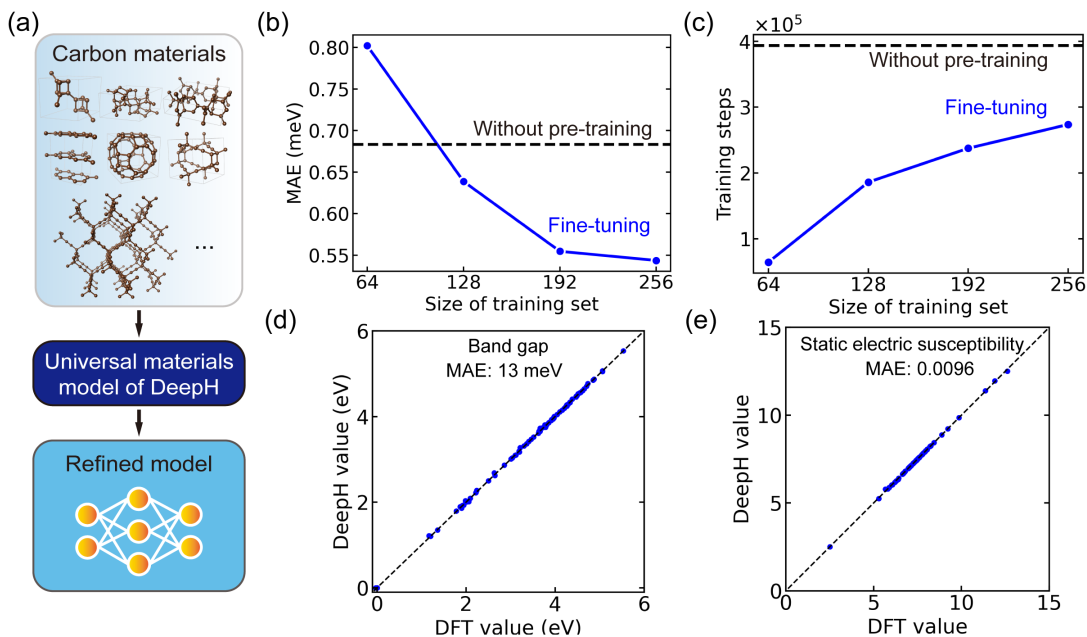 (a)
Carbon materials
...
Universal materials
model of DeepH
Refined model
(b)
MAE (meV)
0.80
0.75
0.70
0.65
0.60
0.55
Without pre-training
Fine-tuning
64
128
192
256
Size of training set
(c)
×10⁵
Training steps
4
3
2
1
Without pre-training
Fine-tuning
64
128
192
256
Size of training set
(d)
Band gap
MAE: 13 meV
DeepH value (eV)
6
4
2
0
0
2
4
6
DFT value (eV)
(e)
Static electric susceptibility
MAE: 0.0096
DeepH value
15
10
5
0
0
5
10
15
DFT value